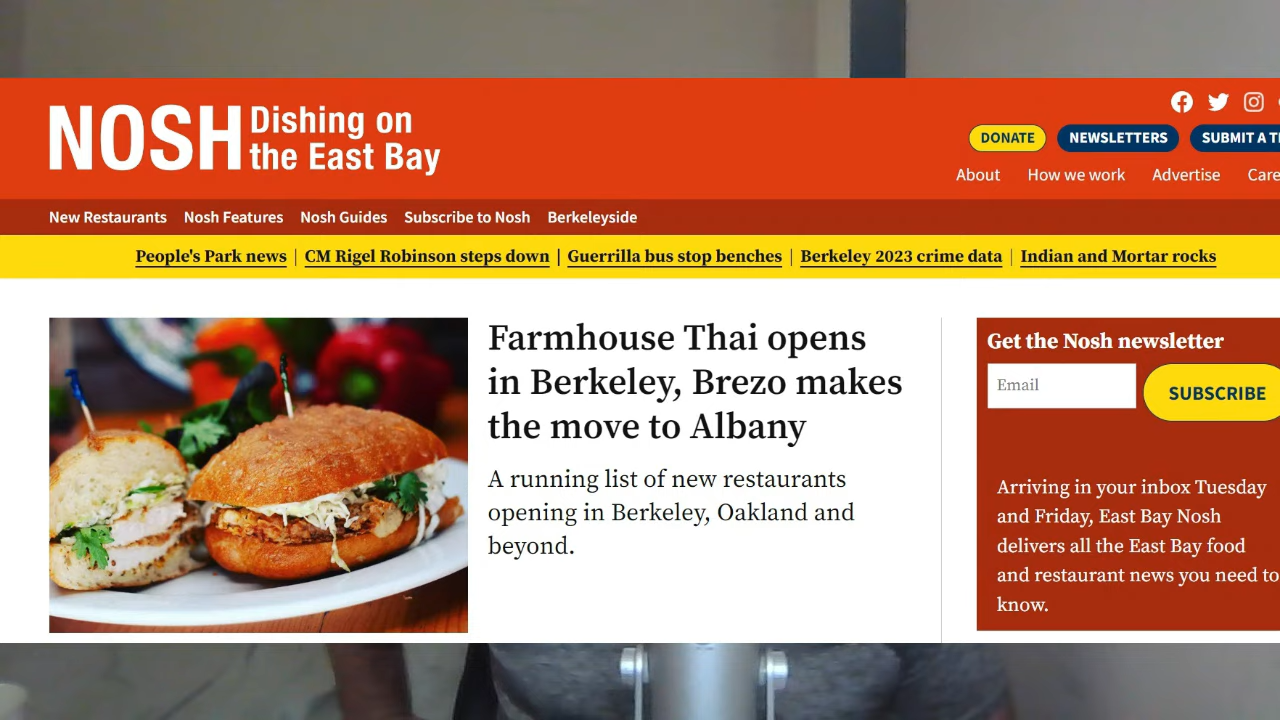 NOSH Dishing on
the East Bay
DONATE NEWSLETTERS SUBMIT A
About How we work Advertise
New Restaurants Nosh Features Nosh Guides Subscribe to Nosh Berkeleyside
People's Park news | CM Rigel Robinson steps down | Guerrilla bus stop benches | Berkeley 2023 crime data | Indian and Mortar rocks
Farmhouse Thai opens
in Berkeley, Brezo makes
the move to Albany
A running list of new restaurants
opening in Berkeley, Oakland and
beyond.
Get the Nosh newsletter
Email
SUBSCRIBE
Arriving in your inbox Tuesday
and Friday, East Bay Nosh
delivers all the East Bay food
and restaurant news you need to
know.